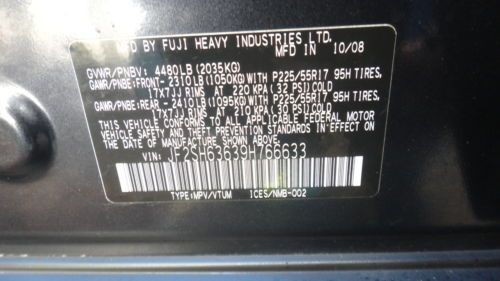 MFD BY FUJI HEAVY INDUSTRIES LTD.
MFD. IN 10/08
GVWR/PNBV: 4480LB(2035KG)
GAWR/PNBE:FRONT- 2310LB(1050KG)WITH P225/55R17 95H TIRES,
17X7JJ RIMS AT 220 KPA( 32 PSI)COLD
GAWR/PNBE:REAR - 2410LB(1095KG)WITH P225/55R17 95H TIRES,
17X7JJ RIMS AT 210 KPA( 30 PSI)COLD
THIS VEHICLE CONFORMS TO ALL APPLICABLE FEDERAL MOTOR
VEHICLE SAFETY STANDARDS IN EFFECT ON THE DATE OF
MANUFACTURE SHOWN ABOVE.
VIN: JF2SH63639H766633
TYPE:MPV/VTUM ICES/NMB-002